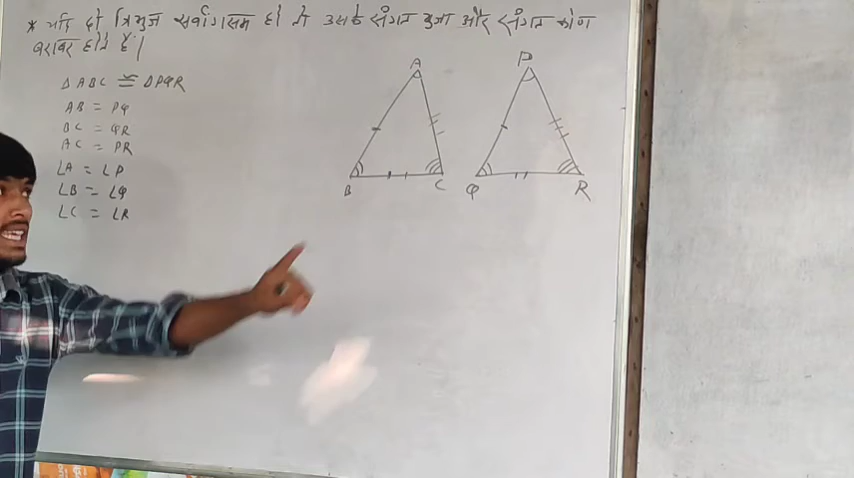 * यदि दो त्रिभुज सर्वांगसम हो तो उसके संगत भुजा और संगत कोण
बराबर होते हैं।
△ABC ≅ △PQR
AB = PQ
BC = QR
AC = PR
∠A = ∠P
∠B = ∠Q
∠C = ∠R
A
B
C
P
Q
R